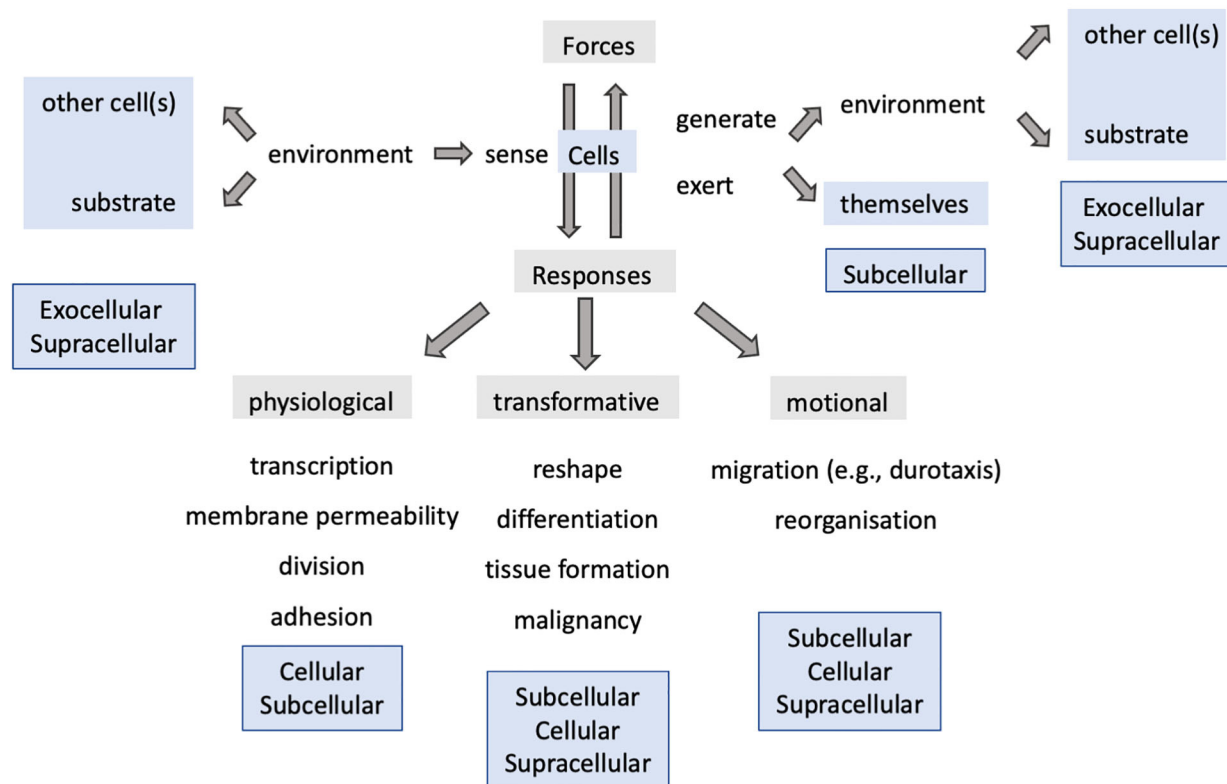 Forces
other cell(s)
substrate
environment
sense
Cells
generate
exert
environment
themselves
other cell(s)
substrate
Exocellular
Supracellular
Subcellular
Exocellular
Supracellular
Responses
physiological
transcription
membrane permeability
division
adhesion
Cellular
Subcellular
transformative
reshape
differentiation
tissue formation
malignancy
Subcellular
Cellular
Supracellular
motional
migration (e.g., durotaxis)
reorganisation
Subcellular
Cellular
Supracellular